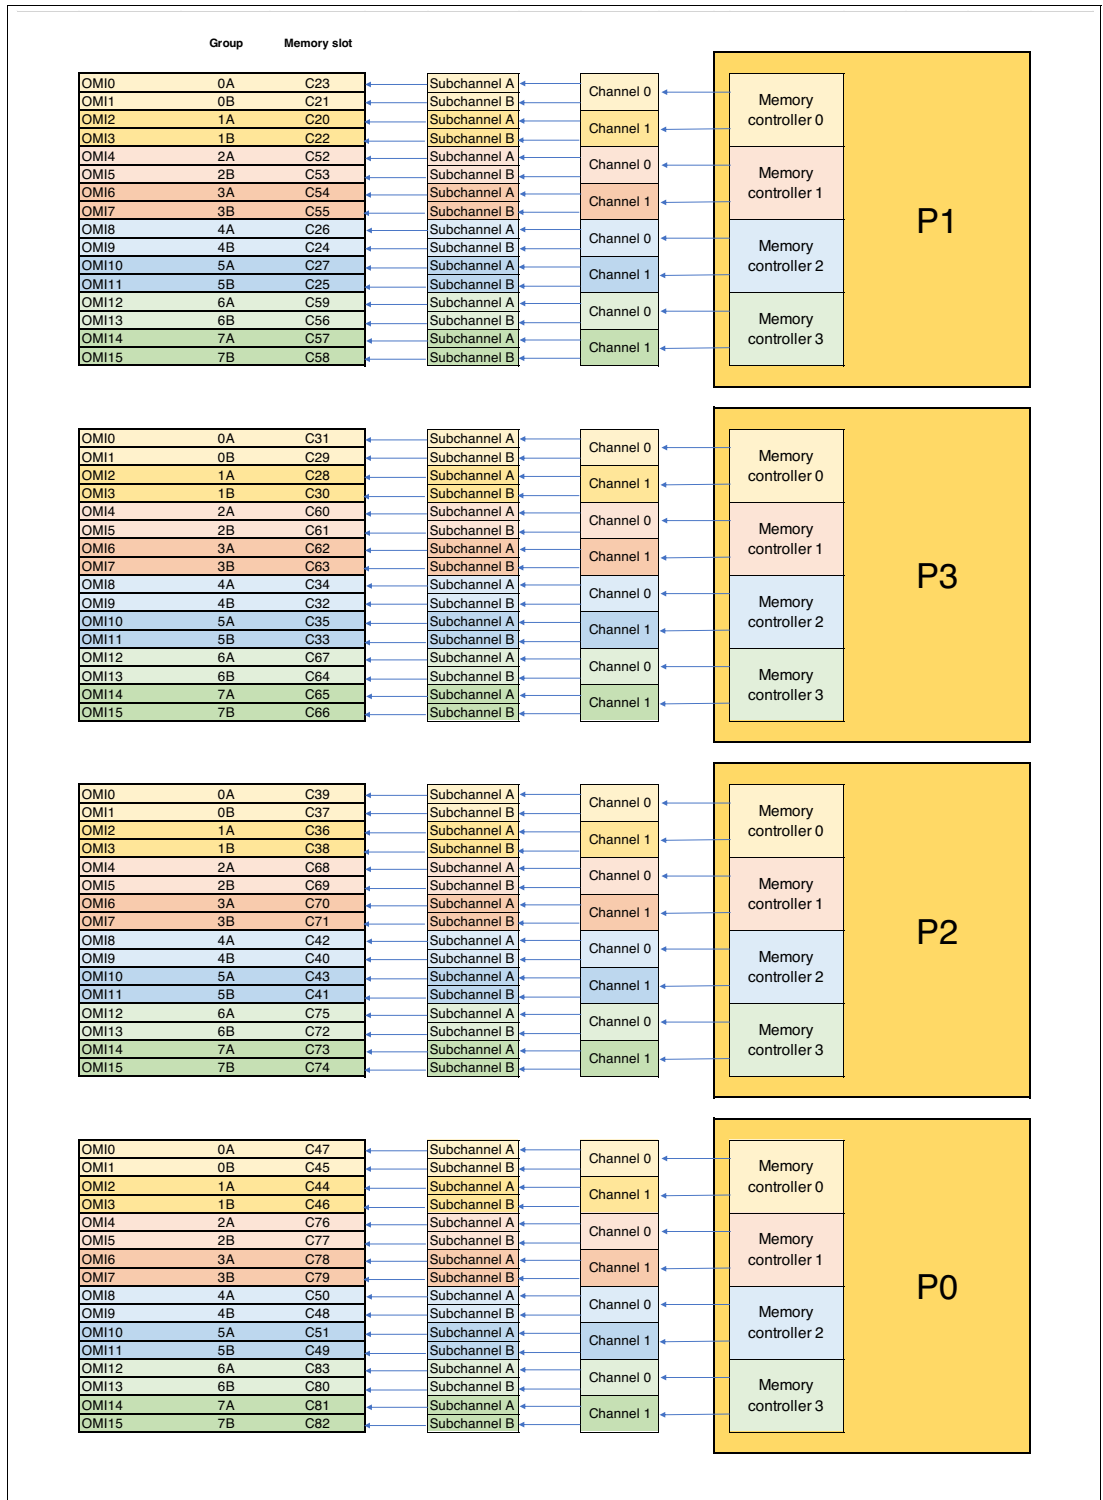 Group Memory slot
OMI0 0A C23 Subchannel A Channel 0 Memory controller 0 P1
OMI1 0B C21 Subchannel B
OMI2 1A C20 Subchannel A Channel 1
OMI3 1B C22 Subchannel B
OMI4 2A C52 Subchannel A Channel 0 Memory controller 1
OMI5 2B C53 Subchannel B
OMI6 3A C54 Subchannel A Channel 1
OMI7 3B C55 Subchannel B
OMI8 4A C26 Subchannel A Channel 0 Memory controller 2
OMI9 4B C24 Subchannel B
OMI10 5A C27 Subchannel A Channel 1
OMI11 5B C25 Subchannel B
OMI12 6A C59 Subchannel A Channel 0 Memory controller 3
OMI13 6B C56 Subchannel B
OMI14 7A C57 Subchannel A Channel 1
OMI15 7B C58 Subchannel B
OMI0 0A C31 Subchannel A Channel 0 Memory controller 0 P3
OMI1 0B C29 Subchannel B
OMI2 1A C28 Subchannel A Channel 1
OMI3 1B C30 Subchannel B
OMI4 2A C60 Subchannel A Channel 0 Memory controller 1
OMI5 2B C61 Subchannel B
OMI6 3A C62 Subchannel A Channel 1
OMI7 3B C63 Subchannel B
OMI8 4A C34 Subchannel A Channel 0 Memory controller 2
OMI9 4B C32 Subchannel B
OMI10 5A C35 Subchannel A Channel 1
OMI11 5B C33 Subchannel B
OMI12 6A C67 Subchannel A Channel 0 Memory controller 3
OMI13 6B C64 Subchannel B
OMI14 7A C65 Subchannel A Channel 1
OMI15 7B C66 Subchannel B
OMI0 0A C39 Subchannel A Channel 0 Memory controller 0 P2
OMI1 0B C37 Subchannel B
OMI2 1A C36 Subchannel A Channel 1
OMI3 1B C38 Subchannel B
OMI4 2A C68 Subchannel A Channel 0 Memory controller 1
OMI5 2B C69 Subchannel B
OMI6 3A C70 Subchannel A Channel 1
OMI7 3B C71 Subchannel B
OMI8 4A C42 Subchannel A Channel 0 Memory controller 2
OMI9 4B C40 Subchannel B
OMI10 5A C43 Subchannel A Channel 1
OMI11 5B C41 Subchannel B
OMI12 6A C75 Subchannel A Channel 0 Memory controller 3
OMI13 6B C72 Subchannel B
OMI14 7A C73 Subchannel A Channel 1
OMI15 7B C74 Subchannel B
OMI0 0A C47 Subchannel A Channel 0 Memory controller 0 P0
OMI1 0B C45 Subchannel B
OMI2 1A C44 Subchannel A Channel 1
OMI3 1B C46 Subchannel B
OMI4 2A C76 Subchannel A Channel 0 Memory controller 1
OMI5 2B C77 Subchannel B
OMI6 3A C78 Subchannel A Channel 1
OMI7 3B C79 Subchannel B
OMI8 4A C50 Subchannel A Channel 0 Memory controller 2
OMI9 4B C48 Subchannel B
OMI10 5A C51 Subchannel A Channel 1
OMI11 5B C49 Subchannel B
OMI12 6A C83 Subchannel A Channel 0 Memory controller 3
OMI13 6B C80 Subchannel B
OMI14 7A C81 Subchannel A Channel 1
OMI15 7B C82 Subchannel B